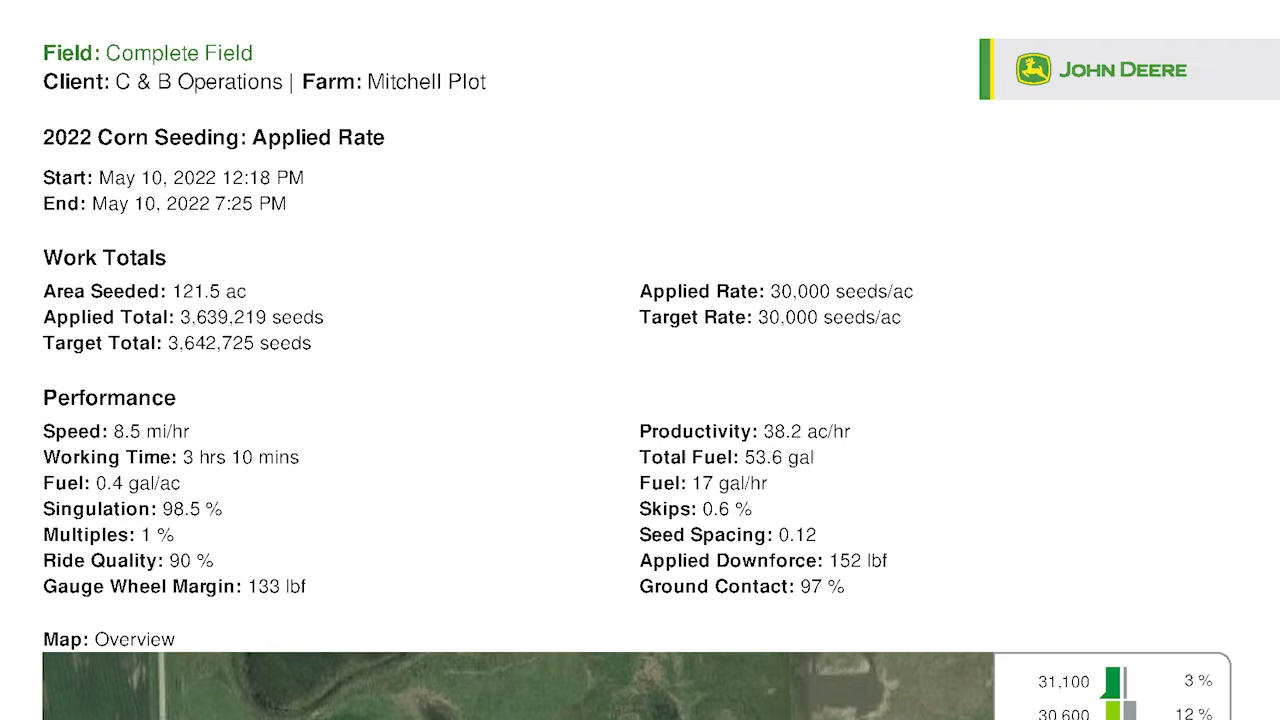 Field: Complete Field
Client: C & B Operations | Farm: Mitchell Plot
JOHN DEERE
2022 Corn Seeding: Applied Rate
Start: May 10, 2022 12:18 PM
End: May 10, 2022 7:25 PM
Work Totals
Area Seeded: 121.5 ac
Applied Rate: 30,000 seeds/ac
Applied Total: 3,639,219 seeds
Target Rate: 30,000 seeds/ac
Target Total: 3,642,725 seeds
Performance
Speed: 8.5 mi/hr
Productivity: 38.2 ac/hr
Working Time: 3 hrs 10 mins
Total Fuel: 53.6 gal
Fuel: 0.4 gal/ac
Fuel: 17 gal/hr
Singulation: 98.5 %
Skips: 0.6 %
Multiples: 1 %
Seed Spacing: 0.12
Ride Quality: 90 %
Applied Downforce: 152 lbf
Gauge Wheel Margin: 133 lbf
Ground Contact: 97 %
Map: Overview
31,100 3 %
30,600 12 %